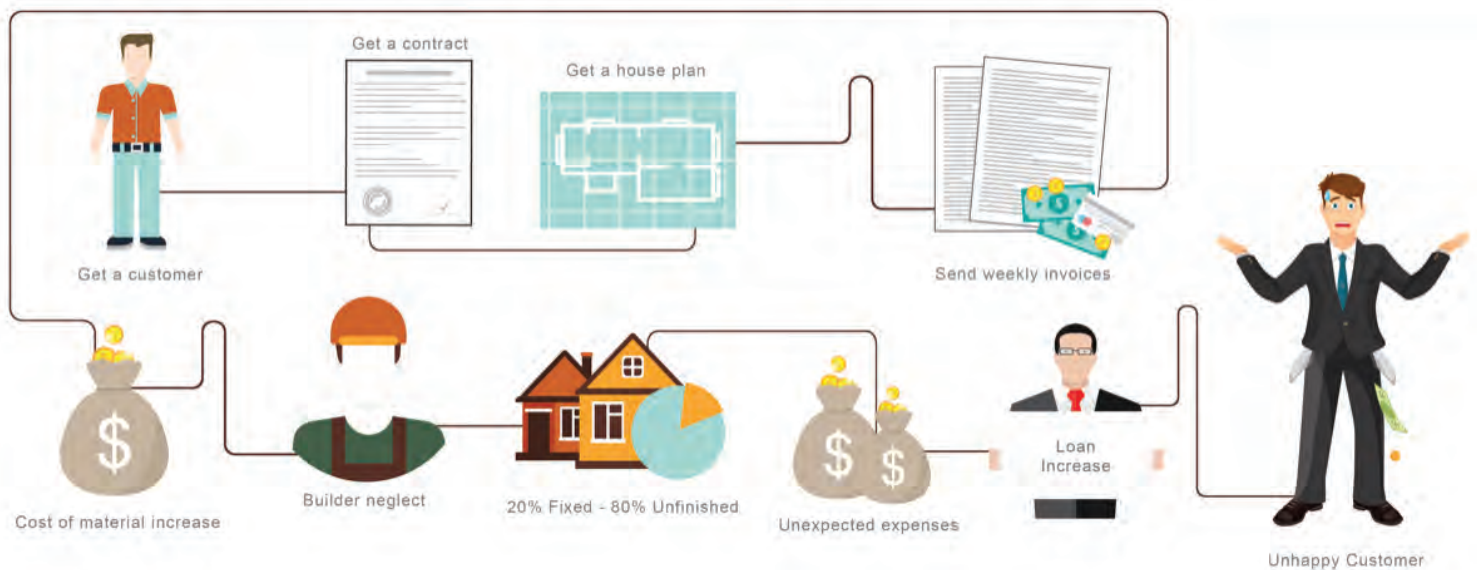 Get a customer
Get a contract
Get a house plan
Send weekly invoices
$
$
Cost of material increase
$
Builder neglect
20% Fixed - 80% Unfinished
$
$
Unexpected expenses
Loan
Increase
Unhappy Customer